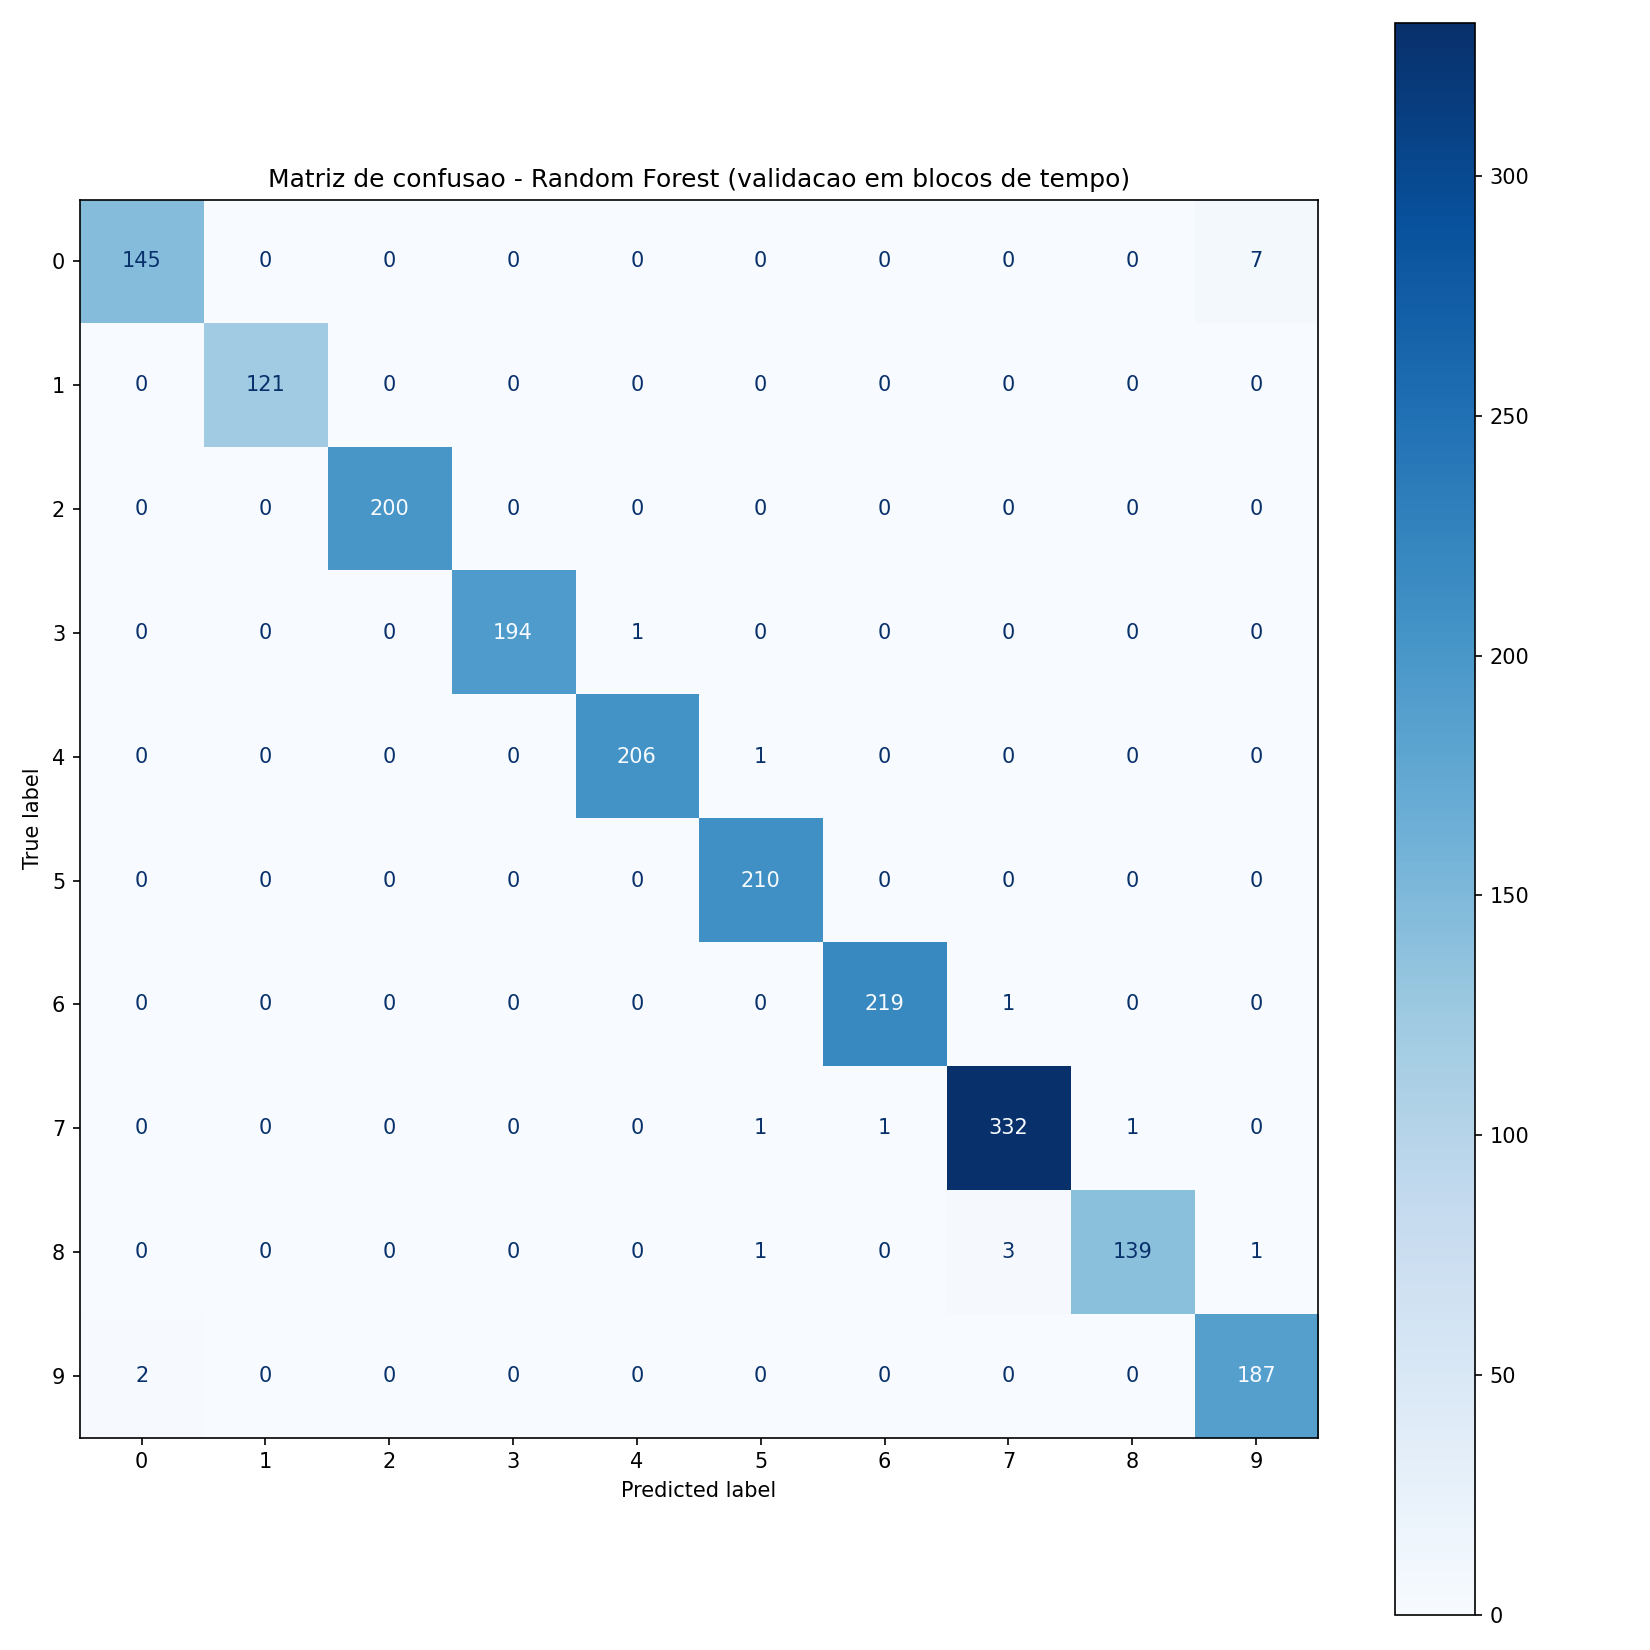 Matriz de confusao - Random Forest (validacao em blocos de tempo)
300
250
200
150
100
50
0
True label
0 145 0 0 0 0 0 0 0 0 7
1 0 121 0 0 0 0 0 0 0 0
2 0 0 200 0 0 0 0 0 0 0
3 0 0 0 194 1 0 0 0 0 0
4 0 0 0 0 206 1 0 0 0 0
5 0 0 0 0 0 210 0 0 0 0
6 0 0 0 0 0 0 219 1 0 0
7 0 0 0 0 0 1 1 332 1 0
8 0 0 0 0 0 1 0 3 139 1
9 2 0 0 0 0 0 0 0 0 187
0 1 2 3 4 5 6 7 8 9
Predicted label